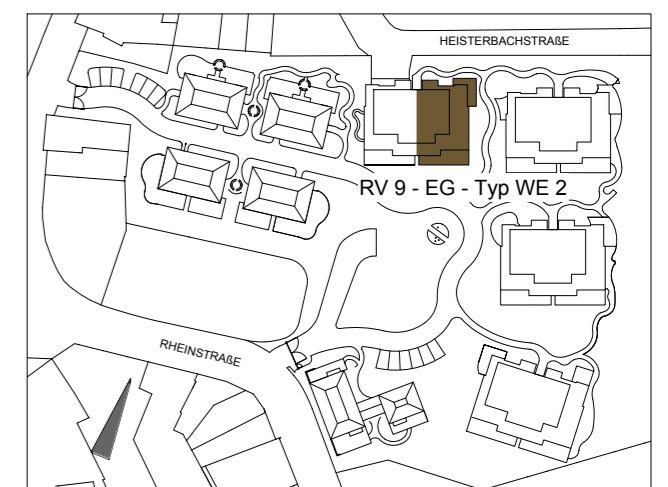 HEISTERBACHSTRAßE
RV 9 - EG - Typ WE 2
RHEINSTRAßE